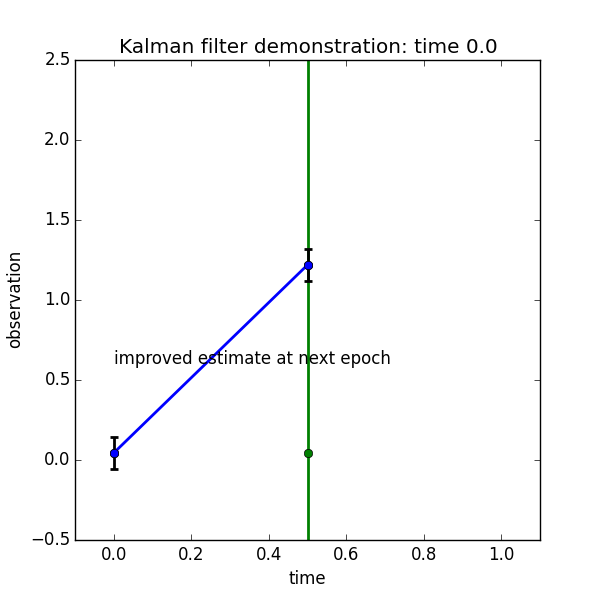 Kalman filter demonstration: time 0.0
2.5
2.0
1.5
observation
1.0
improved estimate at next epoch
0.5
0.0
−0.5
0.0 0.2 0.4 0.6 0.8 1.0
time